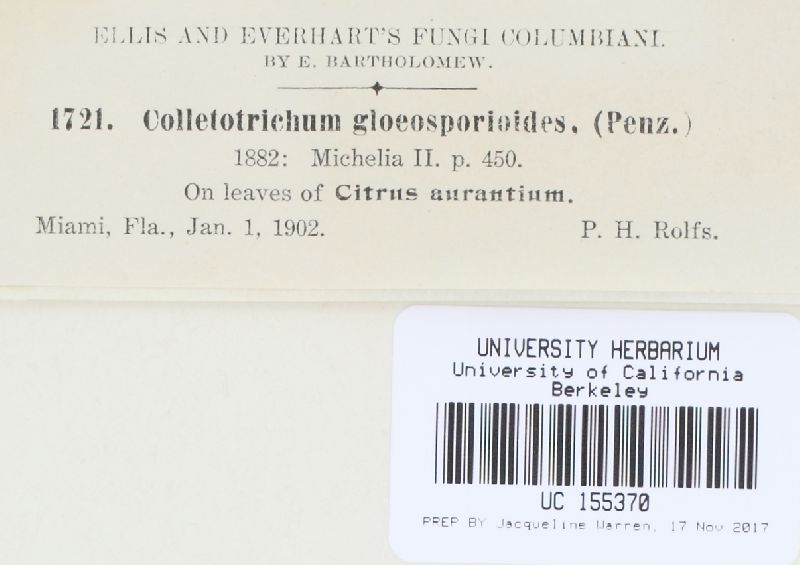 ELLIS AND EVERHART'S FUNGI COLUMBIANI.
BY E. BARTHOLOMEW.
1721. Colletotrichum gloeosporioides. (Penz.)
1882: Michelia II. p. 450.
On leaves of Citrus aurantium.
Miami, Fla., Jan. 1, 1902. P. H. Rolfs.
UNIVERSITY HERBARIUM
University of California
Berkeley
UC 155370
PREP BY Jacqueline Warren, 17 Nov 2017